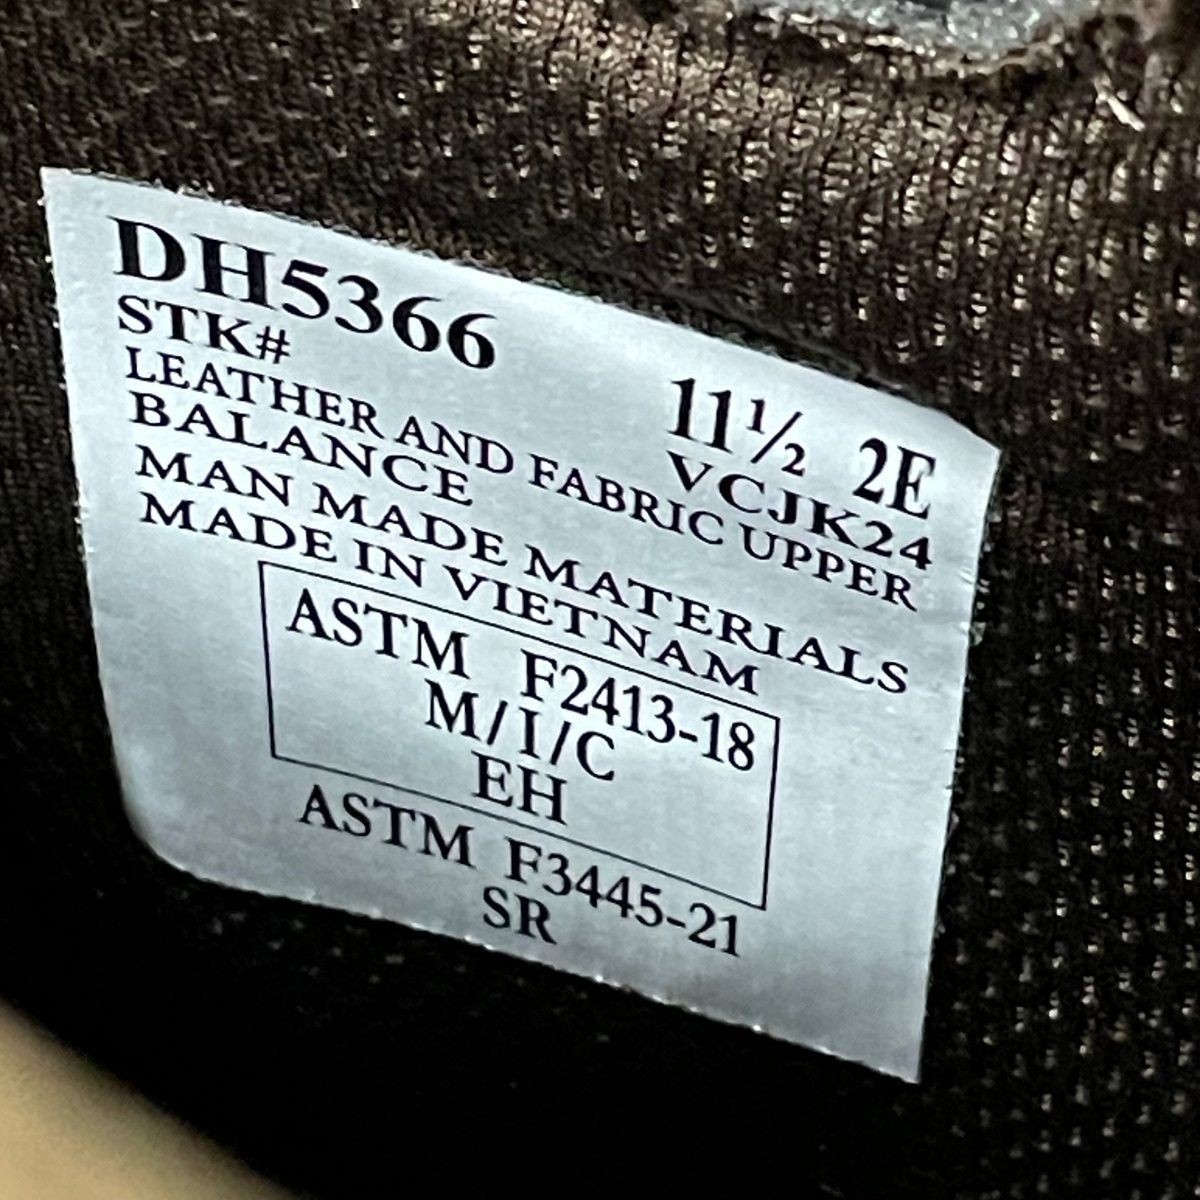 DH5366 11½ 2E
STK# VCJK24
LEATHER AND FABRIC UPPER
BALANCE
MAN MADE MATERIALS
MADE IN VIETNAM
ASTM F2413-18
M/I/C
EH
ASTM F3445-21
SR